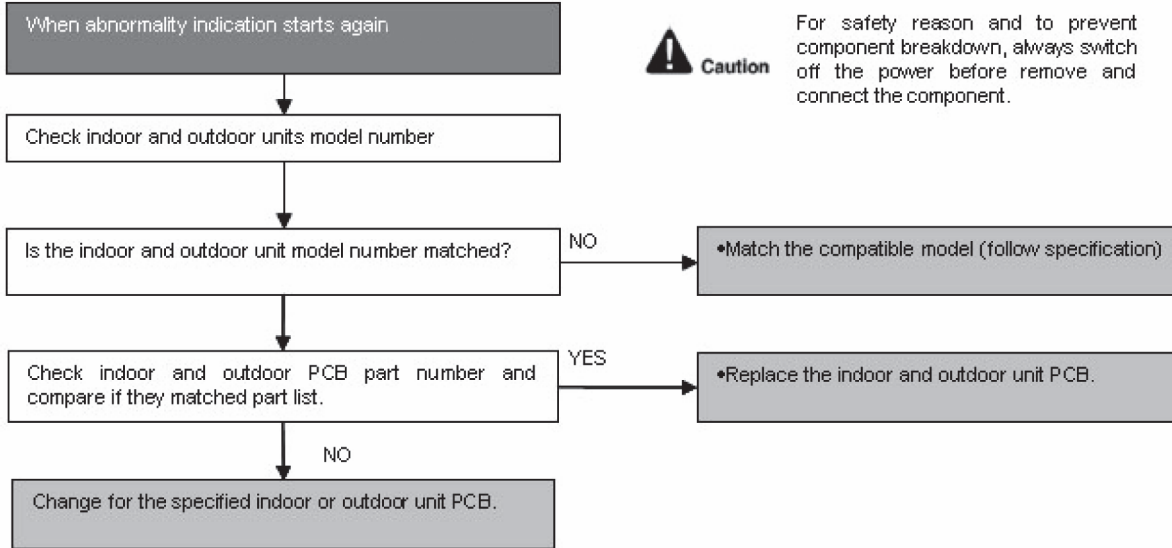 When abnormality indication starts again
For safety reason and to prevent
component breakdown, always switch
off the power before remove and
connect the component.
Caution
Check indoor and outdoor units model number
Is the indoor and outdoor unit model number matched?
NO
•Match the compatible model (follow specification)
Check indoor and outdoor PCB part number and
compare if they matched part list.
YES
•Replace the indoor and outdoor unit PCB.
NO
Change for the specified indoor or outdoor unit PCB.